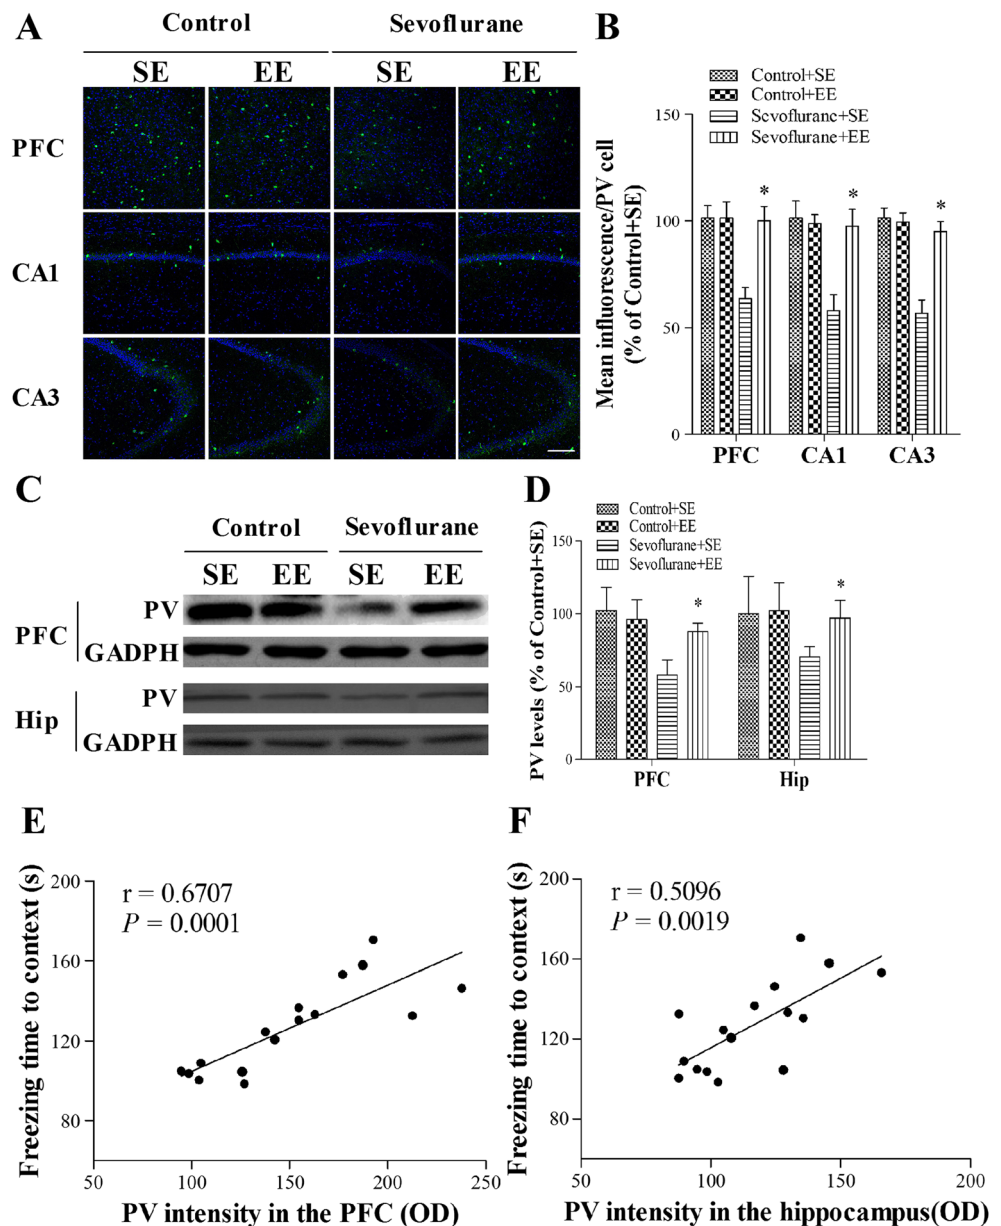 A
Control
Sevoflurane
SE
EE
SE
EE
PFC
CA1
CA3
B
Control+SE
Control+EE
Sevoflurane+SE
Sevoflurane+EE
Mean influorescence/PV cell
(% of Control+SE)
150
100
50
0
*
*
*
PFC
CA1
CA3
C
Control
Sevoflurane
SE
EE
SE
EE
PFC
PV
GADPH
Hip
PV
GADPH
D
Control+SE
Control+EE
Sevoflurane+SE
Sevoflurane+EE
PV levels (% of Control+SE)
150
100
50
0
*
*
PFC
Hip
E
r = 0.6707
P = 0.0001
Freezing time to context (s)
200
160
120
80
50
100
150
200
250
PV intensity in the PFC (OD)
F
r = 0.5096
P = 0.0019
Freezing time to context (s)
200
160
120
80
50
100
150
200
PV intensity in the hippocampus(OD)